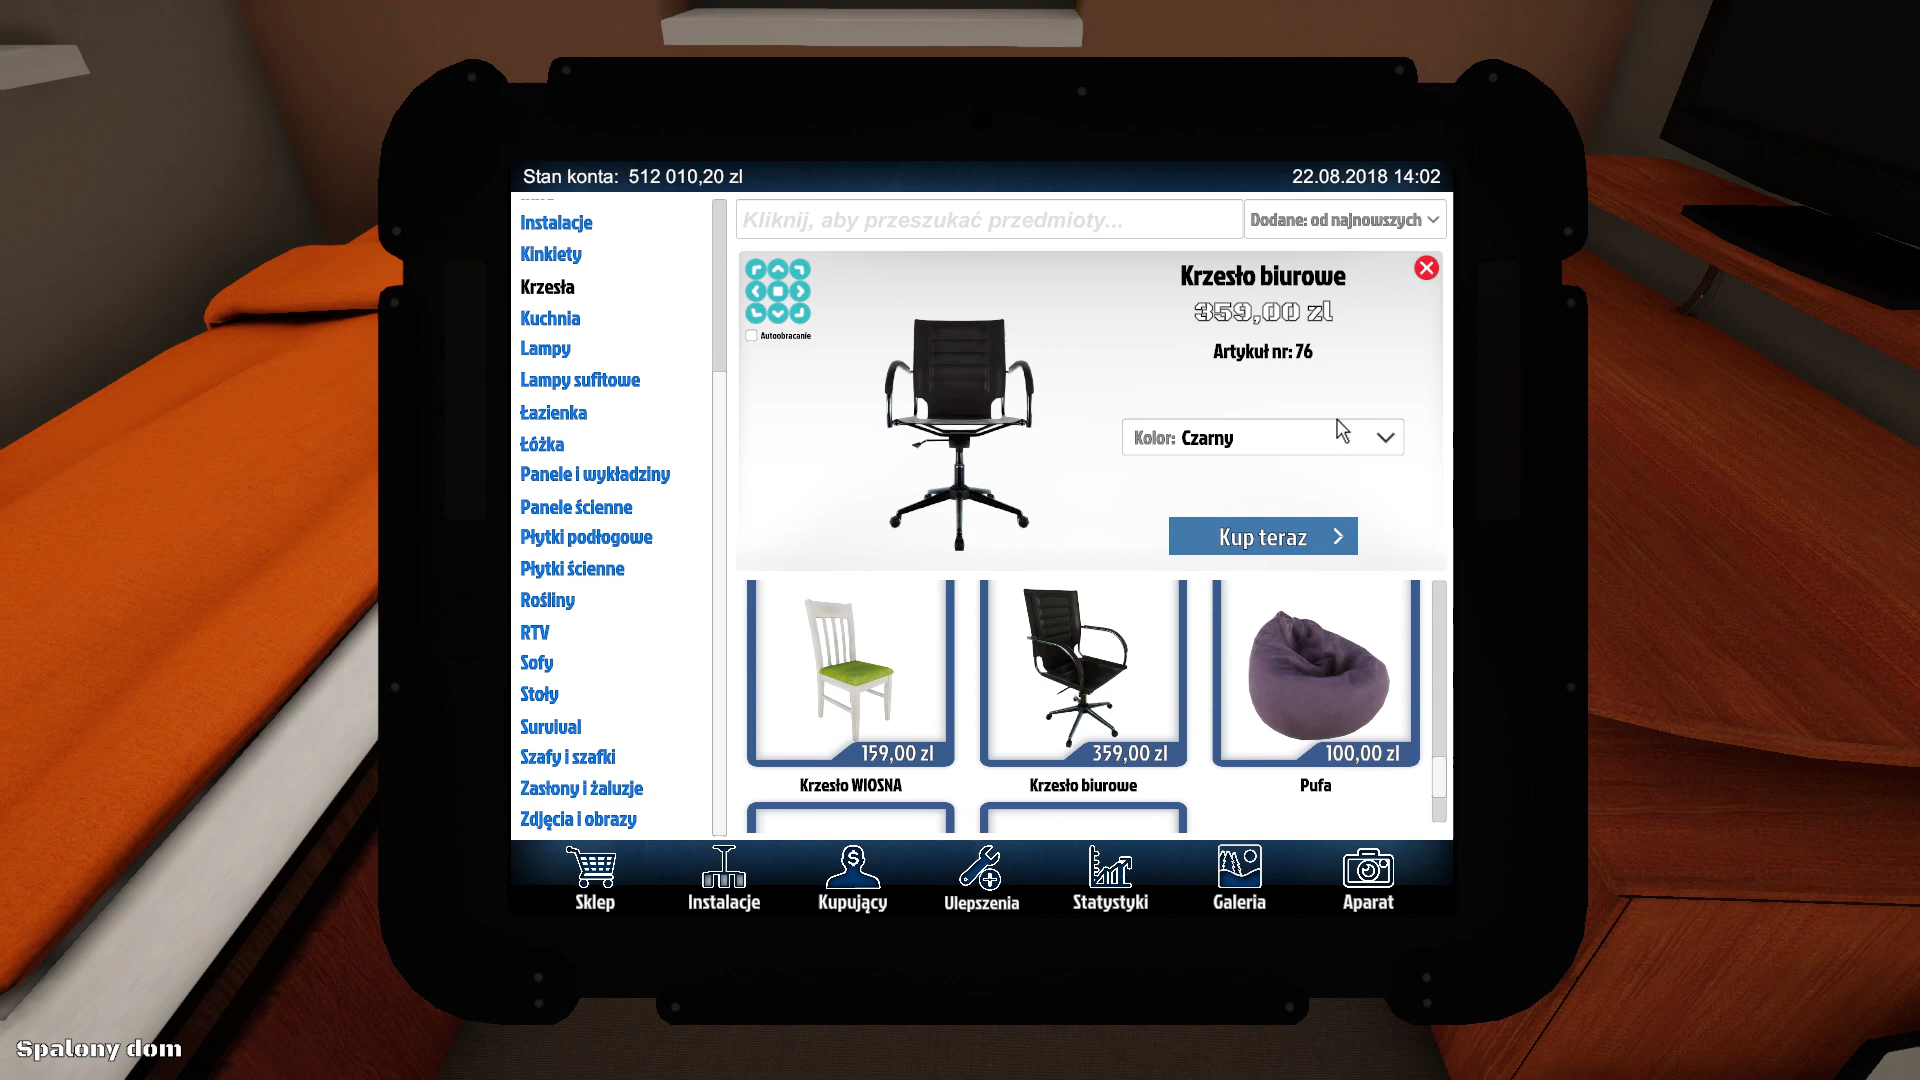 Stan konta: 512 010,20 zl
22.08.2018 14:02
Instalacje
Kinkiety
Krzesła
Kuchnia
Lampy
Lampy sufitowe
Łazienka
Łóżka
Panele i wykładziny
Panele ścienne
Płytki podłogowe
Płytki ścienne
Rośliny
RTV
Sofy
Stoły
Survival
Szafy i szafki
Zasłony i żaluzje
Zdjęcia i obrazy
Kliknij, aby przeszukać przedmioty...
Dodane: od najnowszych
Autoobracanie
Krzesło biurowe
359,00 zl
Artykuł nr: 76
Kolor: Czarny
Kup teraz
159,00 zl
359,00 zl
100,00 zl
Krzesło WIOSNA
Krzesło biurowe
Pufa
Sklep
Instalacje
Kupujący
Ulepszenia
Statystyki
Galeria
Aparat
Spalony dom